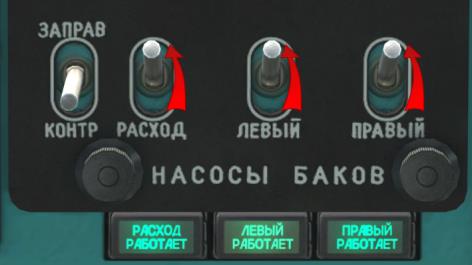 ЗАПРАВ
КОНТР РАСХОД ЛЕВЫЙ ПРАВЫЙ
НАСОСЫ БАКОВ
РАСХОД РАБОТАЕТ
ЛЕВЫЙ РАБОТАЕТ
ПРАВЫЙ РАБОТАЕТ